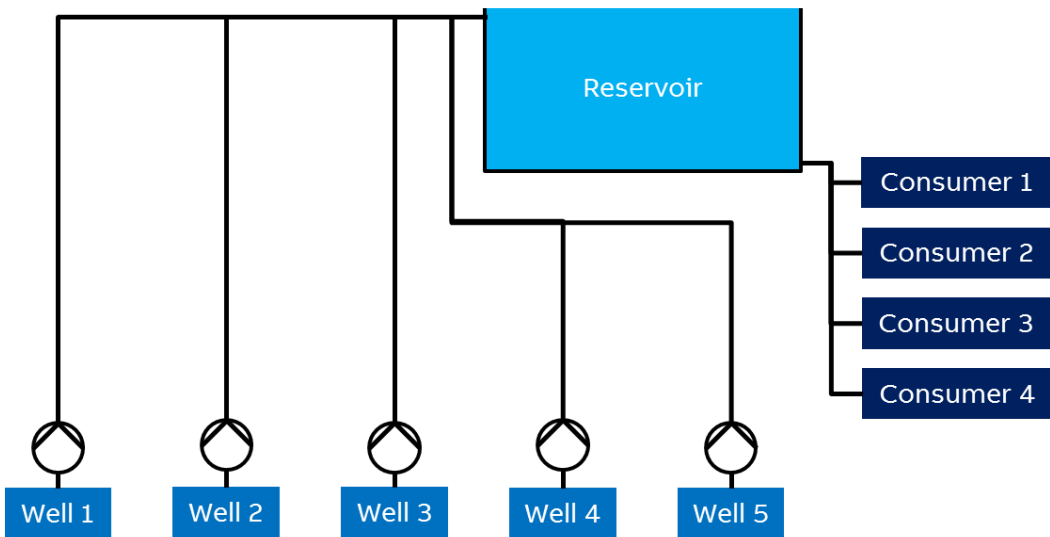 Reservoir
Consumer 1
Consumer 2
Consumer 3
Consumer 4
Well 1
Well 2
Well 3
Well 4
Well 5